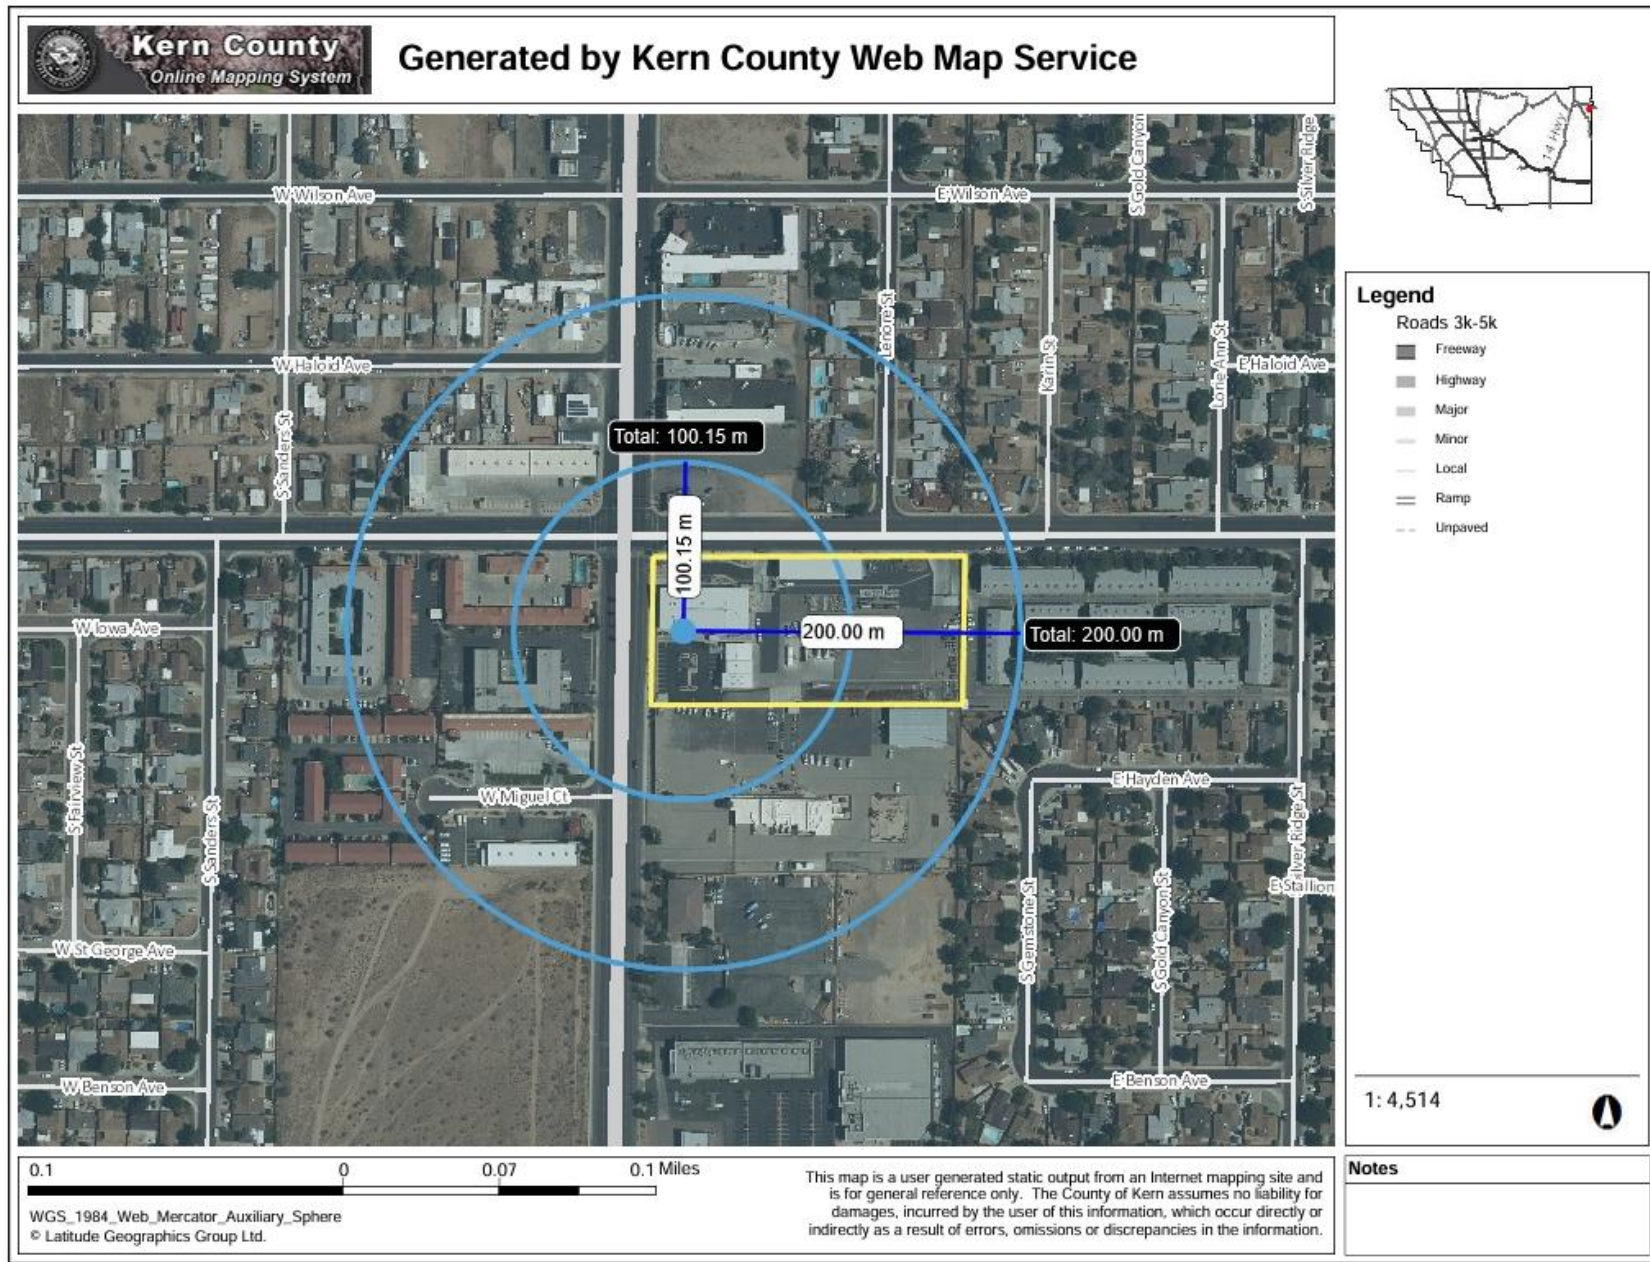 Kern County
Online Mapping System
Generated by Kern County Web Map Service
14 Hwy
W Wilson Ave
E Wilson Ave
S Gold Canyon
S Silver Ridge
W Haloid Ave
E Haloid Ave
Lenore St
Karin St
Lorie Ann St
S Sanders St
Total: 100.15 m
100.15 m
200.00 m
Total: 200.00 m
W Iowa Ave
S Fairview St
S Sanders St
W Miguel Ct
E Hayden Ave
S Gemstone St
S Gold Canyon St
Silver Ridge St
E Stallion
W St George Ave
W Benson Ave
E Benson Ave
Legend
Roads 3k-5k
Freeway
Highway
Major
Minor
Local
Ramp
Unpaved
1: 4,514
0.1 0 0.07 0.1 Miles
WGS_1984_Web_Mercator_Auxiliary_Sphere
© Latitude Geographics Group Ltd.
This map is a user generated static output from an Internet mapping site and
is for general reference only. The County of Kern assumes no liability for
damages, incurred by the user of this information, which occur directly or
indirectly as a result of errors, omissions or discrepancies in the information.
Notes